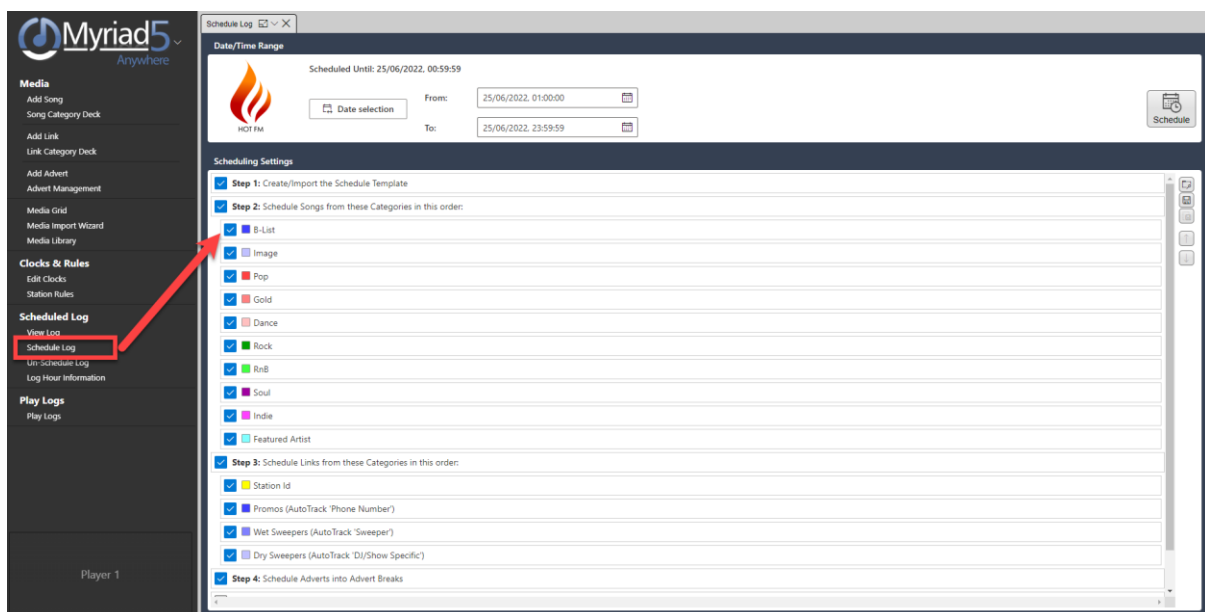 Myriad5
Anywhere
Media
Add Song
Song Category Deck
Add Link
Link Category Deck
Add Advert
Advert Management
Media Grid
Media Import Wizard
Media Library
Clocks & Rules
Edit Clocks
Station Rules
Scheduled Log
View Log
Schedule Log
Un-Schedule Log
Log Hour Information
Play Logs
Play Logs
Player 1
Schedule Log
Date/Time Range
HOT FM
Scheduled Until: 25/06/2022, 00:59:59
Date selection
From: 25/06/2022, 01:00:00
To: 25/06/2022, 23:59:59
Schedule
Scheduling Settings
Step 1: Create/Import the Schedule Template
Step 2: Schedule Songs from these Categories in this order:
B-List
Image
Pop
Gold
Dance
Rock
RnB
Soul
Indie
Featured Artist
Step 3: Schedule Links from these Categories in this order:
Station Id
Promos (AutoTrack 'Phone Number')
Wet Sweepers (AutoTrack 'Sweeper')
Dry Sweepers (AutoTrack 'DJ/Show Specific')
Step 4: Schedule Adverts into Advert Breaks